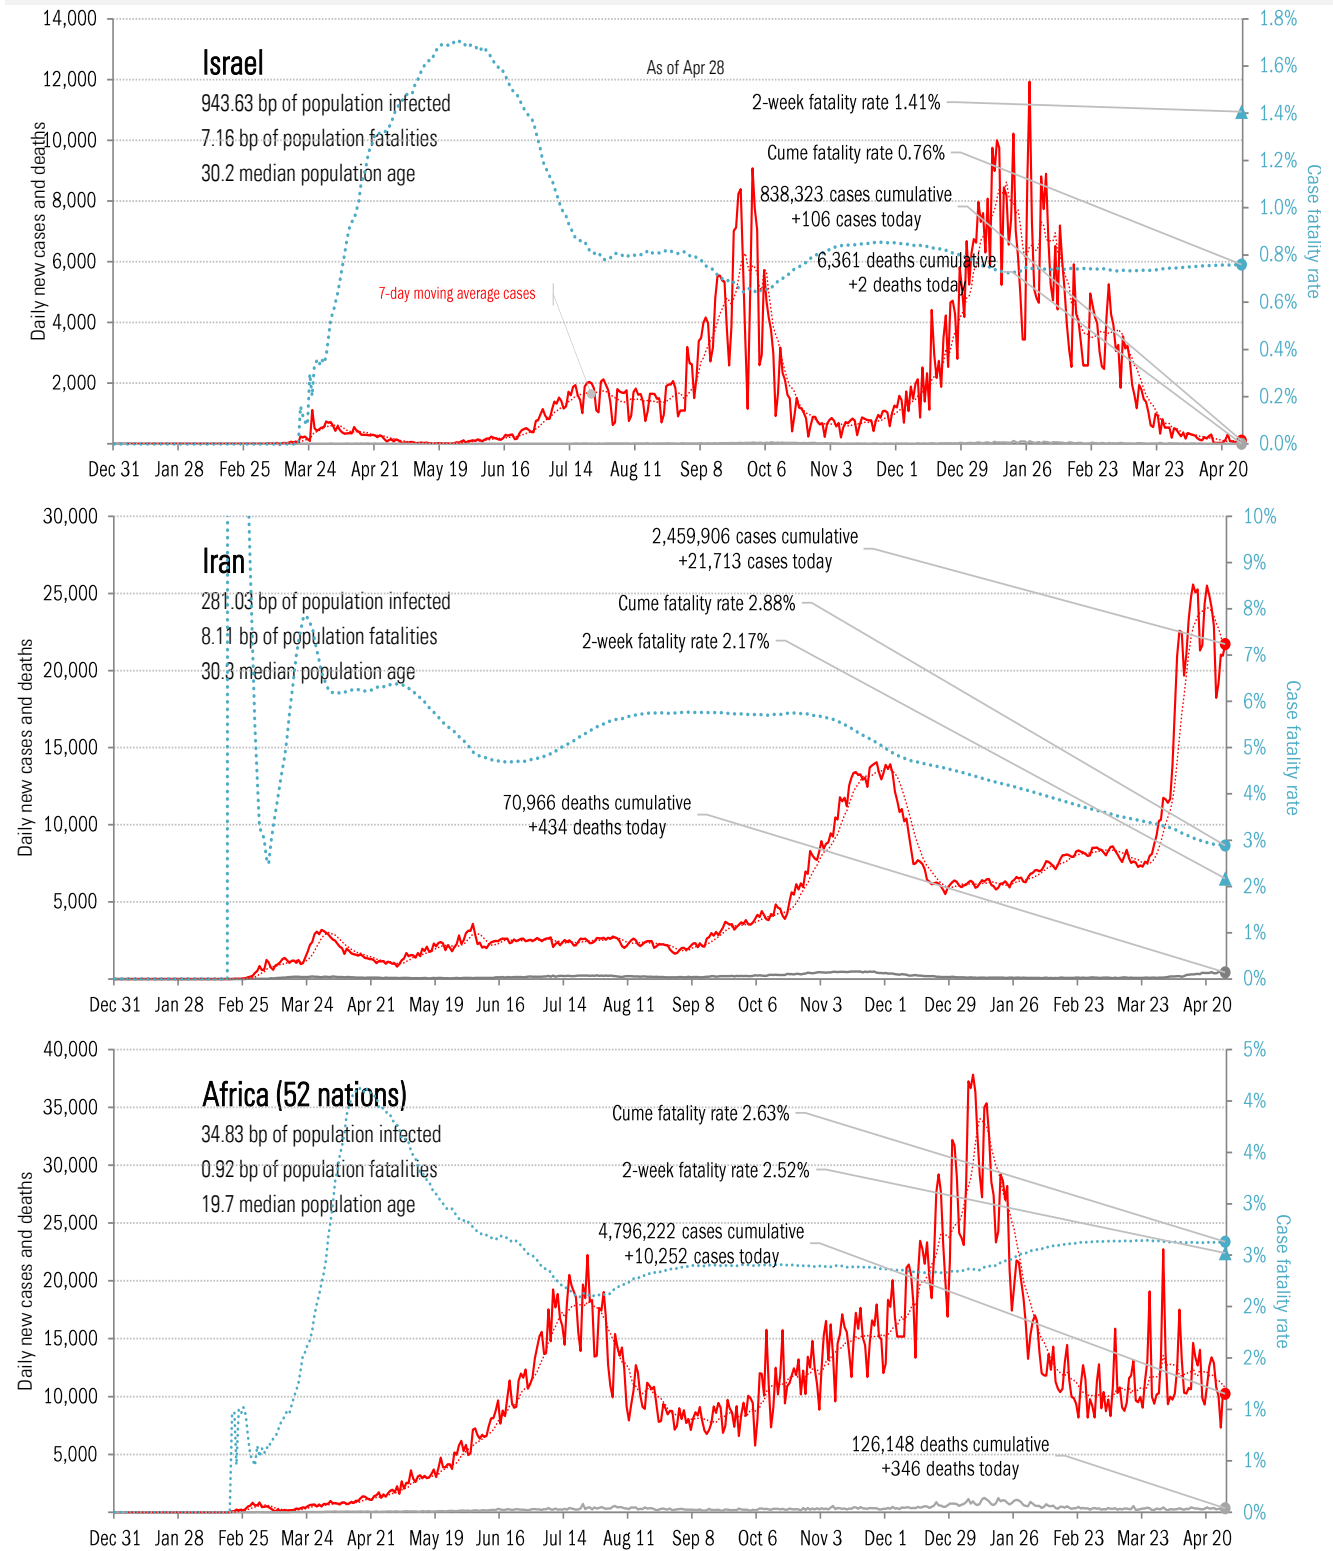 14,000
12,000
10,000
8,000
6,000
4,000
2,000
Daily new cases and deaths
Israel
943.63 bp of population infected
7.16 bp of population fatalities
30.2 median population age
As of Apr 28
2-week fatality rate 1.41%
Cume fatality rate 0.76%
838,323 cases cumulative
+106 cases today
6,361 deaths cumulative
+2 deaths today
7-day moving average cases
1.8%
1.6%
1.4%
1.2%
1.0%
0.8%
0.6%
0.4%
0.2%
0.0%
Case fatality rate
Dec 31 Jan 28 Feb 25 Mar 24 Apr 21 May 19 Jun 16 Jul 14 Aug 11 Sep 8 Oct 6 Nov 3 Dec 1 Dec 29 Jan 26 Feb 23 Mar 23 Apr 20
30,000
25,000
20,000
15,000
10,000
5,000
Daily new cases and deaths
Iran
281.03 bp of population infected
8.11 bp of population fatalities
30.3 median population age
2,459,906 cases cumulative
+21,713 cases today
Cume fatality rate 2.88%
2-week fatality rate 2.17%
70,966 deaths cumulative
+434 deaths today
10%
9%
8%
7%
6%
5%
4%
3%
2%
1%
0%
Case fatality rate
Dec 31 Jan 28 Feb 25 Mar 24 Apr 21 May 19 Jun 16 Jul 14 Aug 11 Sep 8 Oct 6 Nov 3 Dec 1 Dec 29 Jan 26 Feb 23 Mar 23 Apr 20
40,000
35,000
30,000
25,000
20,000
15,000
10,000
5,000
Daily new cases and deaths
Africa (52 nations)
34.83 bp of population infected
0.92 bp of population fatalities
19.7 median population age
Cume fatality rate 2.63%
2-week fatality rate 2.52%
4,796,222 cases cumulative
+10,252 cases today
126,148 deaths cumulative
+346 deaths today
5%
4%
4%
3%
3%
2%
2%
1%
1%
0%
Case fatality rate
Dec 31 Jan 28 Feb 25 Mar 24 Apr 21 May 19 Jun 16 Jul 14 Aug 11 Sep 8 Oct 6 Nov 3 Dec 1 Dec 29 Jan 26 Feb 23 Mar 23 Apr 20